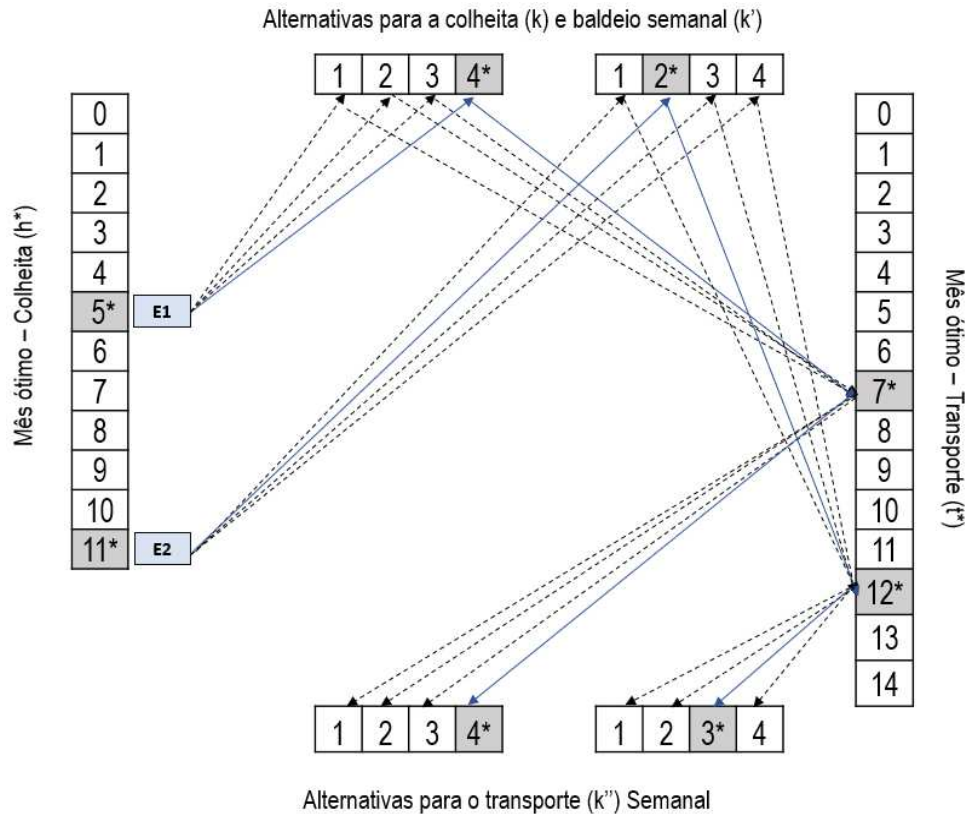 Alternativas para a colheita (k) e baldeio semanal (k’)
1 2 3 4*
1 2* 3 4
Mês ótimo – Colheita (h*)
0
1
2
3
4
5*
6
7
8
9
10
11*
E1
E2
0
1
2
3
4
5
6
7*
8
9
10
11
12*
13
14
Mês ótimo – Transporte (t*)
1 2 3 4*
1 2 3* 4
Alternativas para o transporte (k’’) Semanal